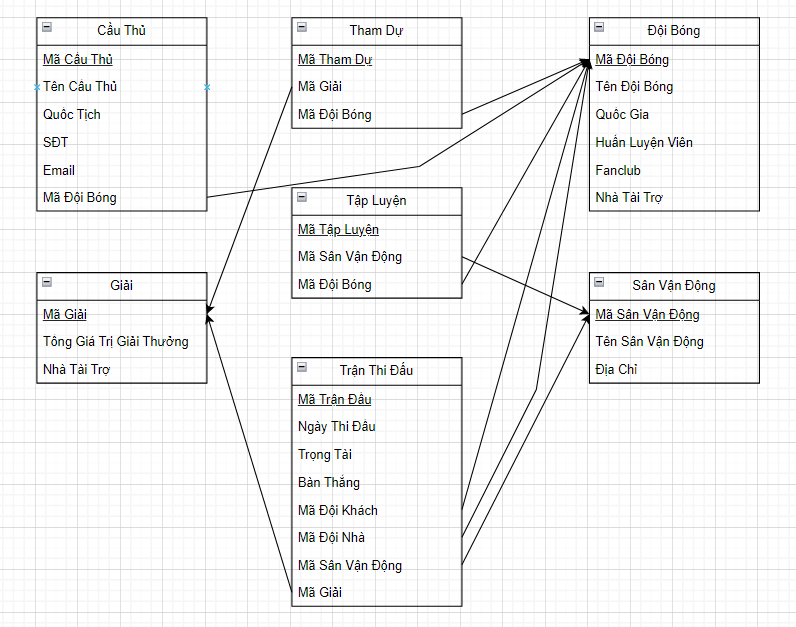 Cầu Thủ
Mã Cầu Thủ
Tên Cầu Thủ
Quốc Tịch
SĐT
Email
Mã Đội Bóng
Tham Dự
Mã Tham Dự
Mã Giải
Mã Đội Bóng
Đội Bóng
Mã Đội Bóng
Tên Đội Bóng
Quốc Gia
Huấn Luyện Viên
Fanclub
Nhà Tài Trợ
Tập Luyện
Mã Tập Luyện
Mã Sân Vận Động
Mã Đội Bóng
Giải
Mã Giải
Tông Giá Trị Giải Thưởng
Nhà Tài Trợ
Sân Vận Động
Mã Sân Vận Động
Tên Sân Vận Động
Địa Chỉ
Trận Thi Đấu
Mã Trận Đấu
Ngày Thi Đấu
Trọng Tài
Bàn Thắng
Mã Đội Khách
Mã Đội Nhà
Mã Sân Vận Động
Mã Giải